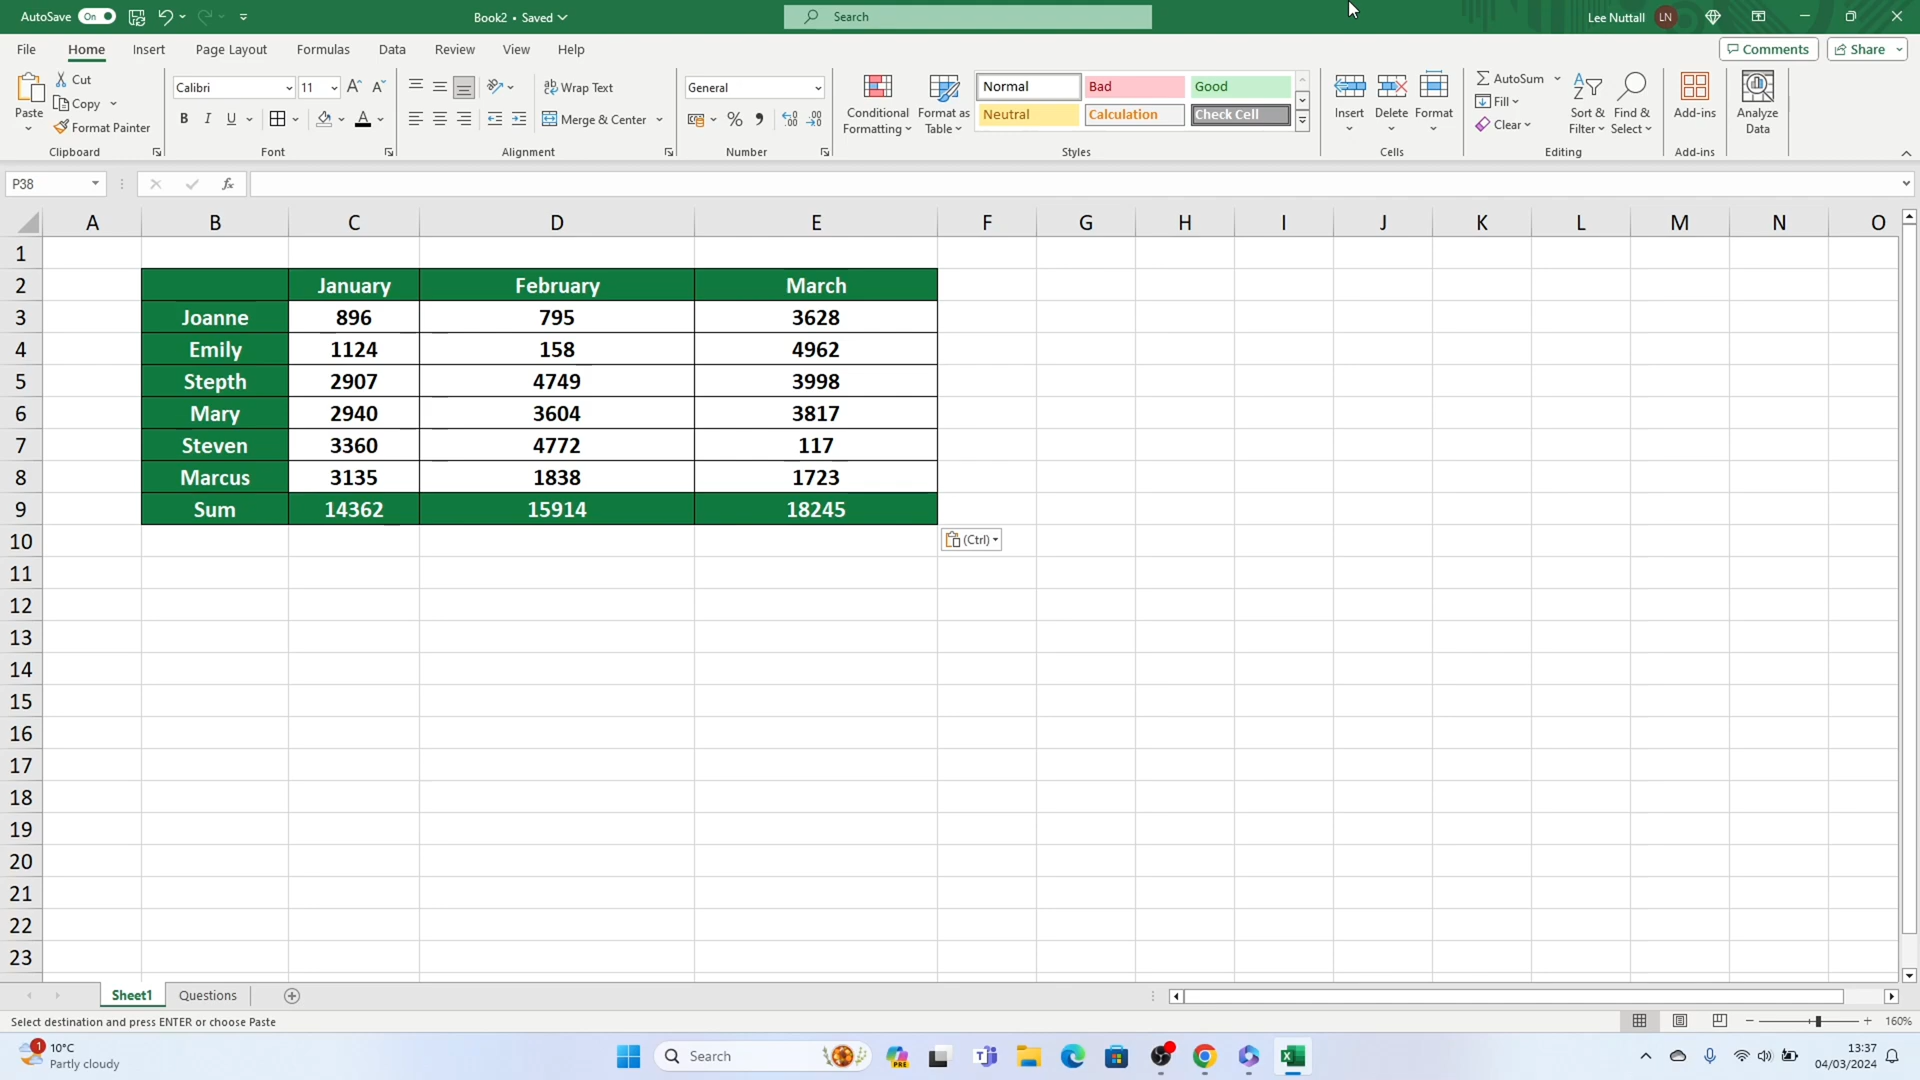 AutoSave On Book2 • Saved Search Lee Nuttall LN
File Home Insert Page Layout Formulas Data Review View Help Comments Share
Paste Cut Copy Format Painter Clipboard
Calibri 11 B I U A Font
Wrap Text Merge & Center Alignment
General % Number
Conditional Formatting Format as Table Normal Bad Good Neutral Calculation Check Cell Styles
Insert Delete Format Cells
AutoSum Fill Clear Sort & Filter Find & Select Editing
Add-ins Add-ins
Analyze Data
P38 fx
A B C D E F G H I J K L M N O
1
2 January February March
3 Joanne 896 795 3628
4 Emily 1124 158 4962
5 Stepth 2907 4749 3998
6 Mary 2940 3604 3817
7 Steven 3360 4772 117
8 Marcus 3135 1838 1723
9 Sum 14362 15914 18245
10 (Ctrl)
11
12
13
14
15
16
17
18
19
20
21
22
23
Sheet1 Questions
Select destination and press ENTER or choose Paste 160%
1 10°C Search PRE 13:37
Partly cloudy 04/03/2024